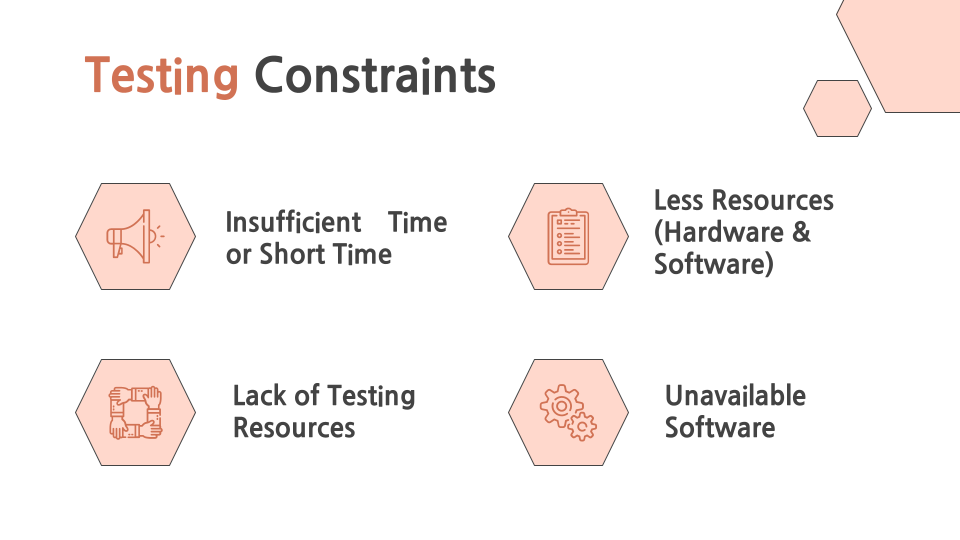 Testing Constraints
Insufficient Time
or Short Time
Less Resources
(Hardware &
Software)
Lack of Testing
Resources
Unavailable
Software